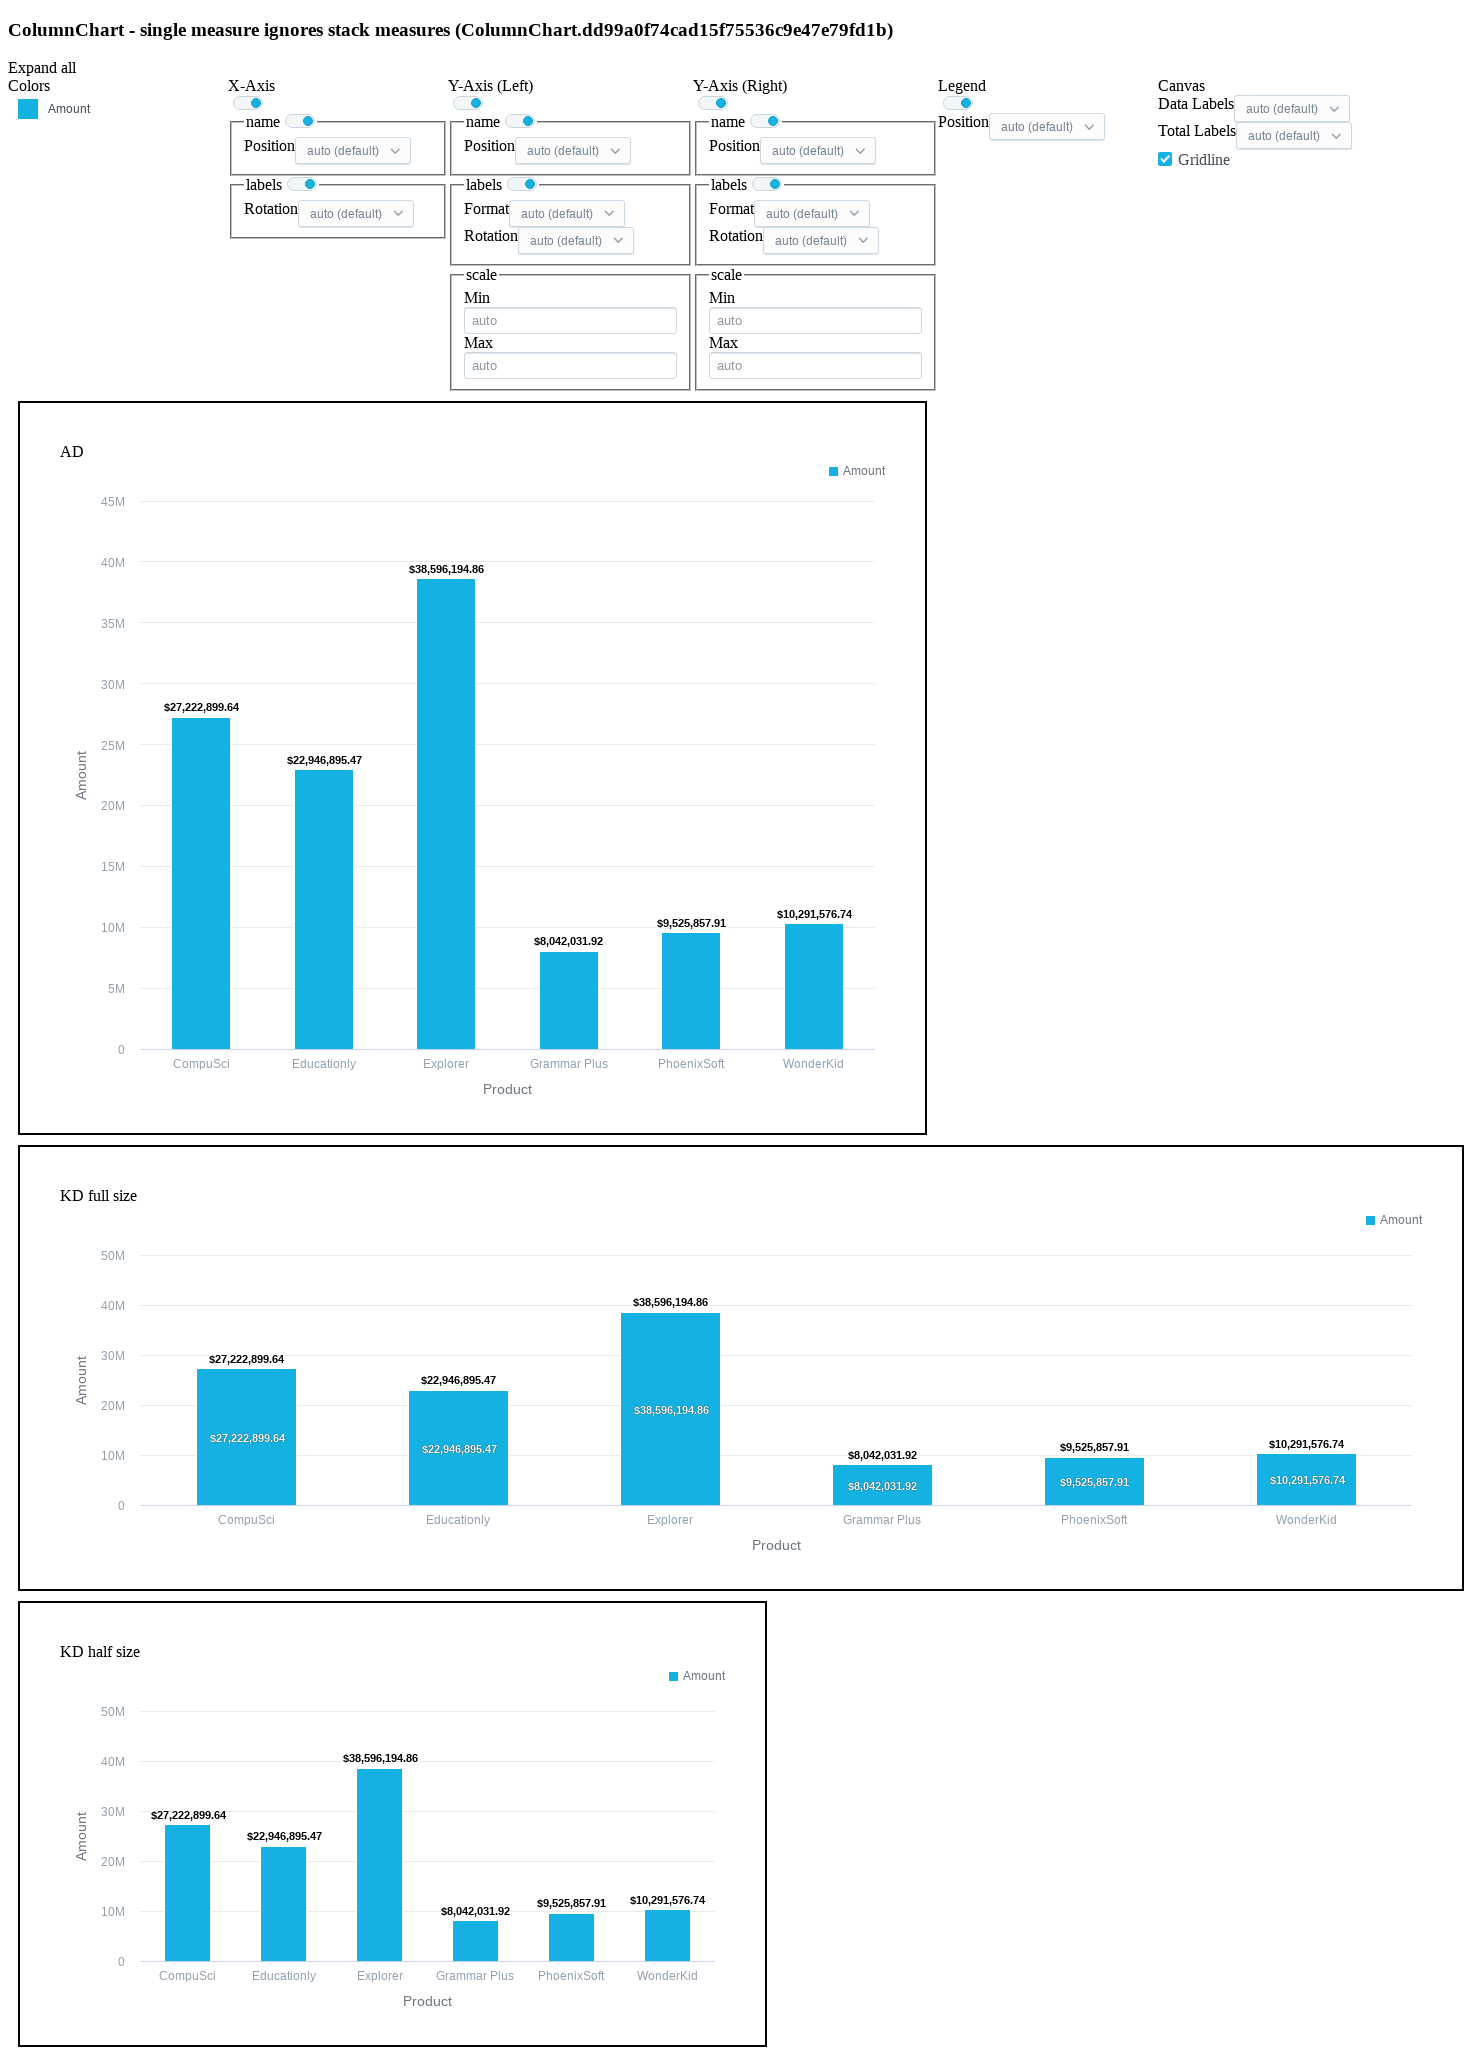 ColumnChart - single measure ignores stack measures (ColumnChart.dd99a0f74cad15f75536c9e47e79fd1b)
Expand all
Colors
Amount
X-Axis
name
Position auto (default)
labels
Rotation auto (default)
Y-Axis (Left)
name
Position auto (default)
labels
Format auto (default)
Rotation auto (default)
scale
Min
auto
Max
auto
Y-Axis (Right)
name
Position auto (default)
labels
Format auto (default)
Rotation auto (default)
scale
Min
auto
Max
auto
Legend
Position auto (default)
Canvas
Data Labels auto (default)
Total Labels auto (default)
Gridline
AD
Amount
45M
40M
35M
30M
25M
20M
15M
10M
5M
0
Amount
$27,222,899.64
$22,946,895.47
$38,596,194.86
$8,042,031.92
$9,525,857.91
$10,291,576.74
CompuSci Educationly Explorer Grammar Plus PhoenixSoft WonderKid
Product
KD full size
Amount
50M
40M
30M
20M
10M
0
Amount
$27,222,899.64
$22,946,895.47
$38,596,194.86
$8,042,031.92
$9,525,857.91
$10,291,576.74
$27,222,899.64
$22,946,895.47
$38,596,194.86
$8,042,031.92
$9,525,857.91
$10,291,576.74
CompuSci Educationly Explorer Grammar Plus PhoenixSoft WonderKid
Product
KD half size
Amount
50M
40M
30M
20M
10M
0
Amount
$27,222,899.64
$22,946,895.47
$38,596,194.86
$8,042,031.92
$9,525,857.91
$10,291,576.74
CompuSci Educationly Explorer Grammar Plus PhoenixSoft WonderKid
Product